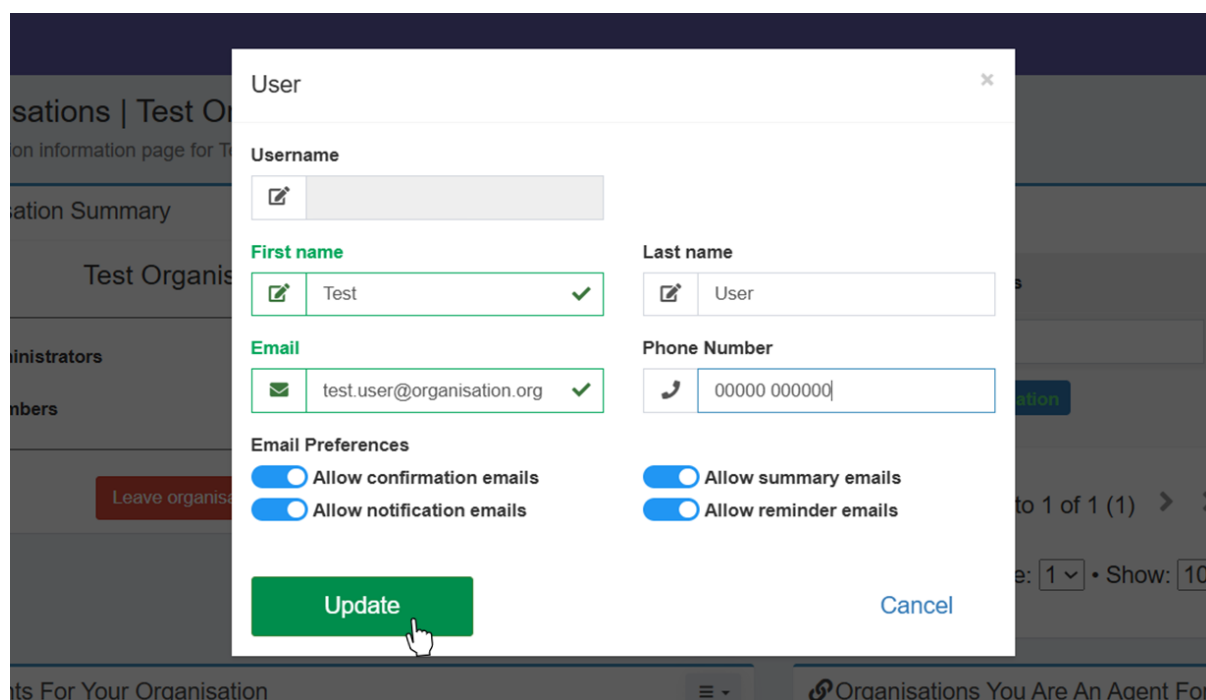 User ×
sations | Test Or
on information page for Te
Username
ation Summary
First name Last name
Test Organis
Test User
s
Email Phone Number
inistrators
test.user@organisation.org 00000 000000
ation
mbers
Email Preferences
Allow confirmation emails Allow summary emails
Leave organisa
to 1 of 1 (1)
Allow notification emails Allow reminder emails
e: 1 • Show: 10
Update Cancel
ts For Your Organisation Organisations You Are An Agent For